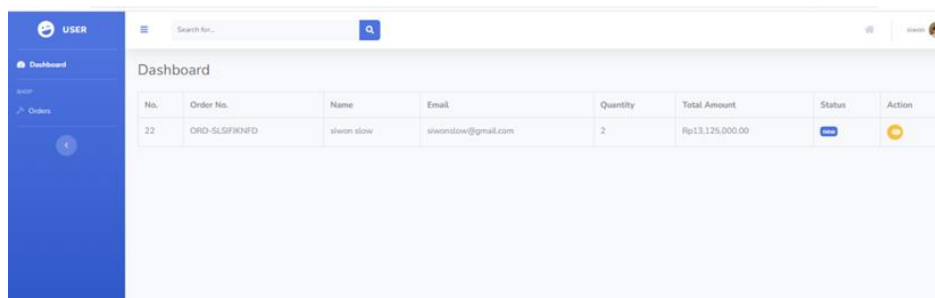 USER
Search for...
siwon
Dashboard
SHOP
Orders
Dashboard
No. Order No. Name Email Quantity Total Amount Status Action
22 ORD-SLSIFIKNFD siwon slow siwonslow@gmail.com 2 Rp13,125,000.00 new